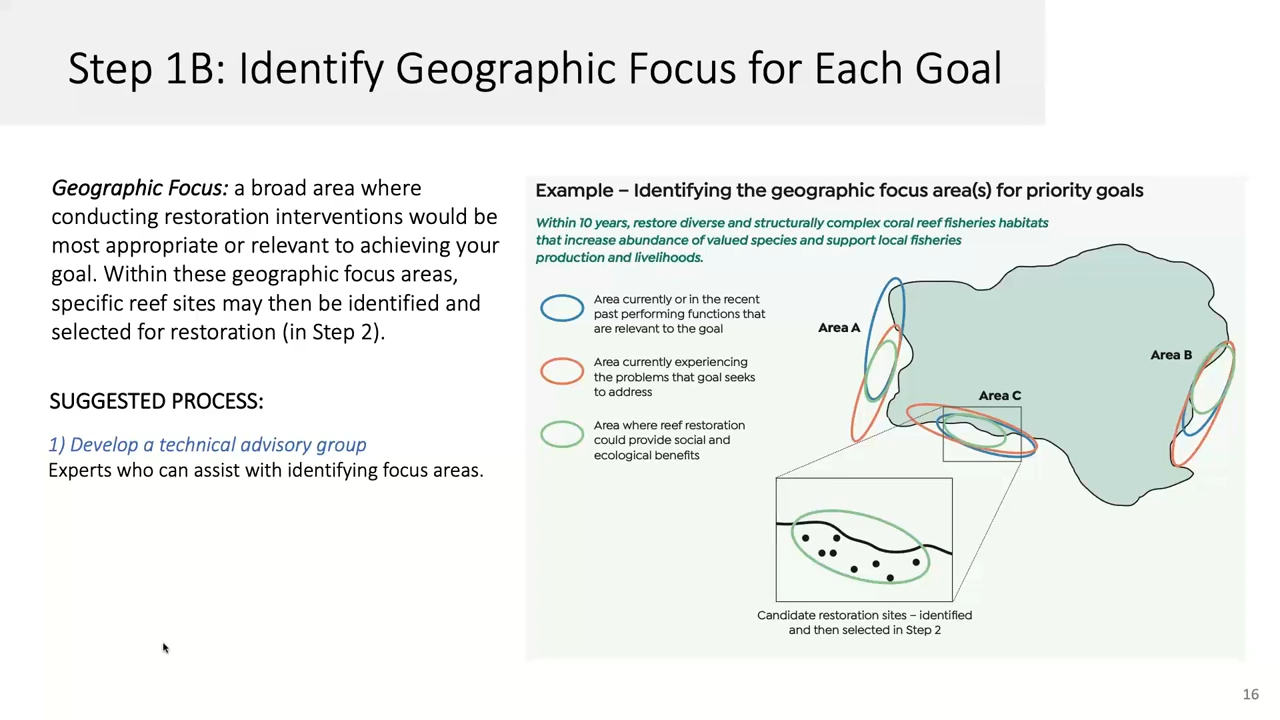 Step 1B: Identify Geographic Focus for Each Goal
Geographic Focus: a broad area where
conducting restoration interventions would be
most appropriate or relevant to achieving your
goal. Within these geographic focus areas,
specific reef sites may then be identified and
selected for restoration (in Step 2).
SUGGESTED PROCESS:
1) Develop a technical advisory group
Experts who can assist with identifying focus areas.
Example – Identifying the geographic focus area(s) for priority goals
Within 10 years, restore diverse and structurally complex coral reef fisheries habitats
that increase abundance of valued species and support local fisheries
production and livelihoods.
Area currently or in the recent
past performing functions that
are relevant to the goal
Area currently experiencing
the problems that goal seeks
to address
Area where reef restoration
could provide social and
ecological benefits
Area A
Area B
Area C
Candidate restoration sites – identified
and then selected in Step 2
16